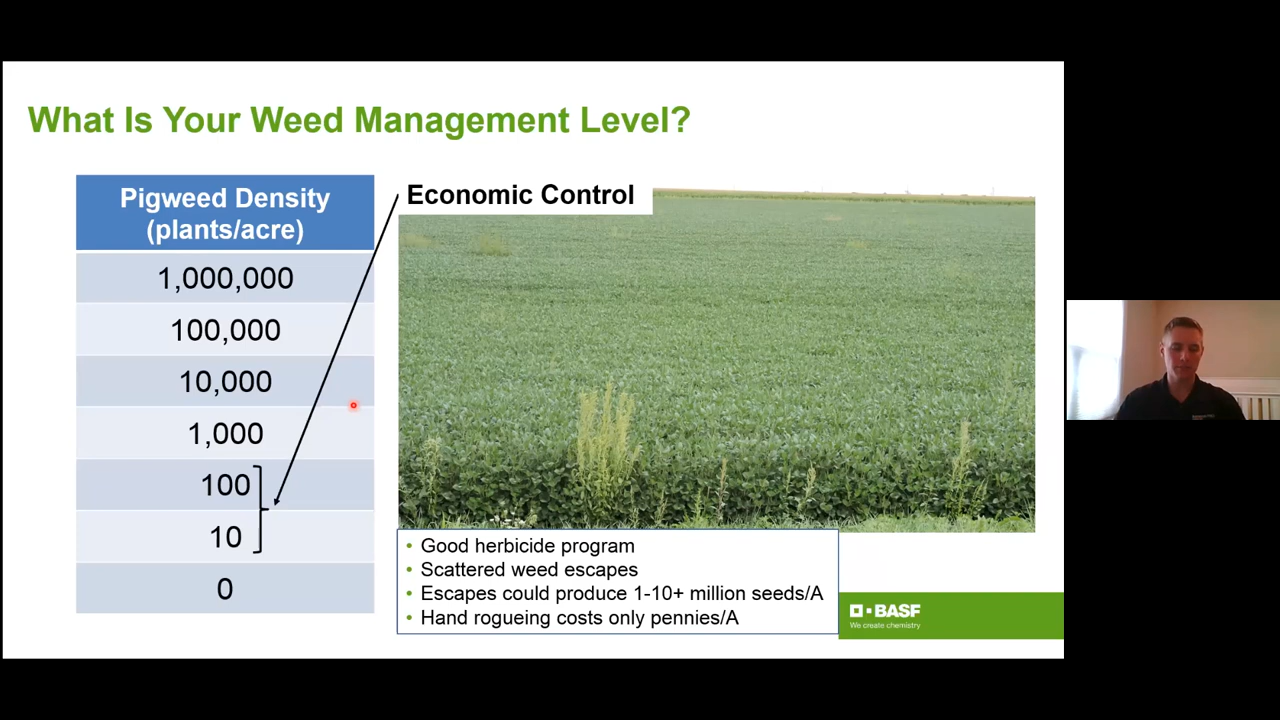 What Is Your Weed Management Level?
Pigweed Density
(plants/acre)
1,000,000
100,000
10,000
1,000
100
10
0
Economic Control
• Good herbicide program
• Scattered weed escapes
• Escapes could produce 1-10+ million seeds/A
• Hand rogueing costs only pennies/A
BASF
We create chemistry